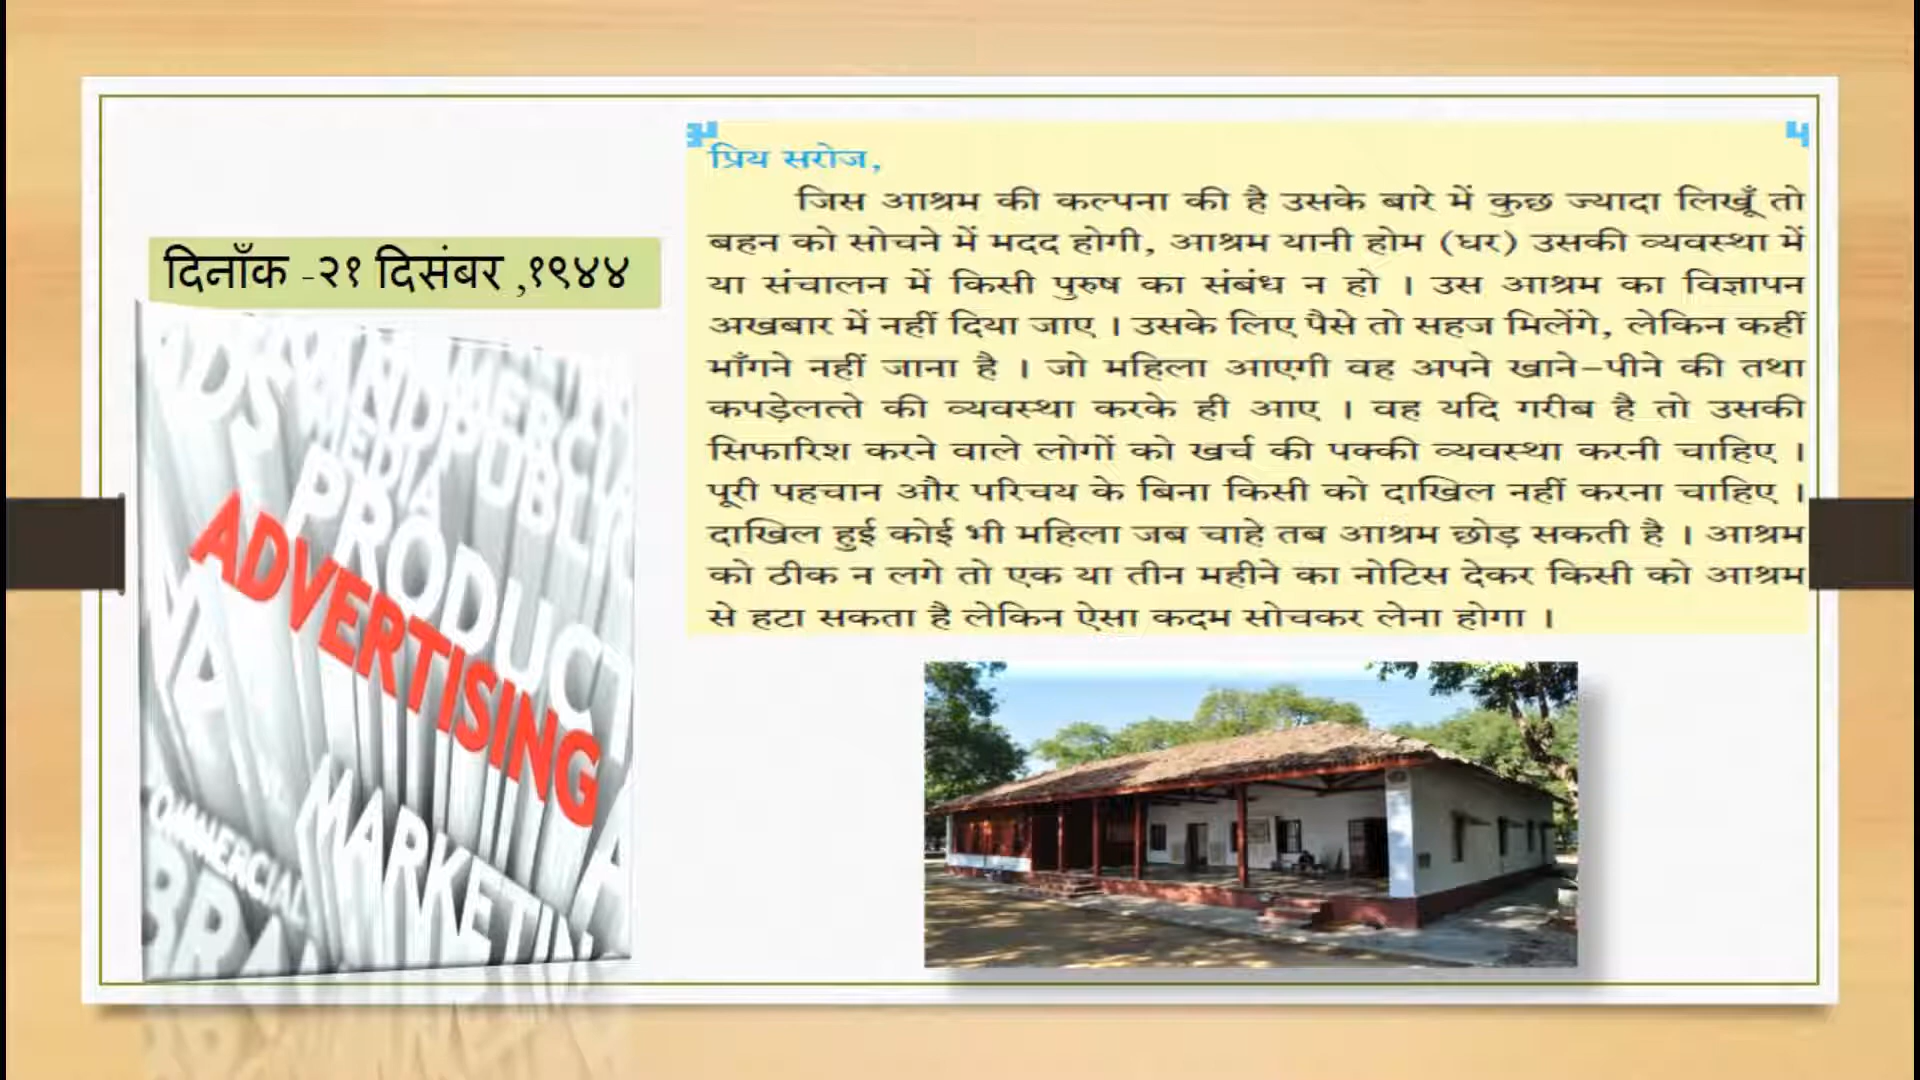 दिनाँक -२१ दिसंबर ,१९४४
प्रिय सरोज,
जिस आश्रम की कल्पना की है उसके बारे में कुछ ज्यादा लिखूँ तो
बहन को सोचने में मदद होगी, आश्रम यानी होम (घर) उसकी व्यवस्था में
या संचालन में किसी पुरुष का संबंध न हो । उस आश्रम का विज्ञापन
अखबार में नहीं दिया जाए । उसके लिए पैसे तो सहज मिलेंगे, लेकिन कहीं
माँगने नहीं जाना है । जो महिला आएगी वह अपने खाने-पीने की तथा
कपड़ेलत्ते की व्यवस्था करके ही आए । वह यदि गरीब है तो उसकी
सिफारिश करने वाले लोगों को खर्च की पक्की व्यवस्था करनी चाहिए ।
पूरी पहचान और परिचय के बिना किसी को दाखिल नहीं करना चाहिए ।
दाखिल हुई कोई भी महिला जब चाहे तब आश्रम छोड़ सकती है । आश्रम
को ठीक न लगे तो एक या तीन महीने का नोटिस देकर किसी को आश्रम
से हटा सकता है लेकिन ऐसा कदम सोचकर लेना होगा ।
ADS
MEDIA
PUBLIC
PRODUCT
ADVERTISING
MARKETIN
COMMERCIAL
BRAN